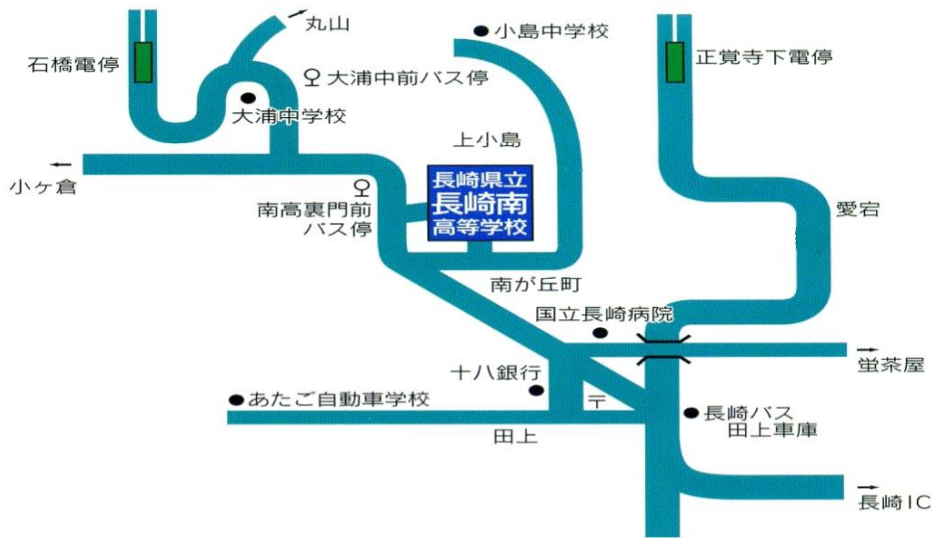 丸山
小島中学校
石橋電停
大浦中前バス停
正覚寺下電停
大浦中学校
上小島
小ヶ倉
長崎県立
長崎南
高等学校
南高裏門前
バス停
愛宕
南が丘町
国立長崎病院
蛍茶屋
十八銀行
あたご自動車学校
〒
長崎バス
田上車庫
田上
長崎IC